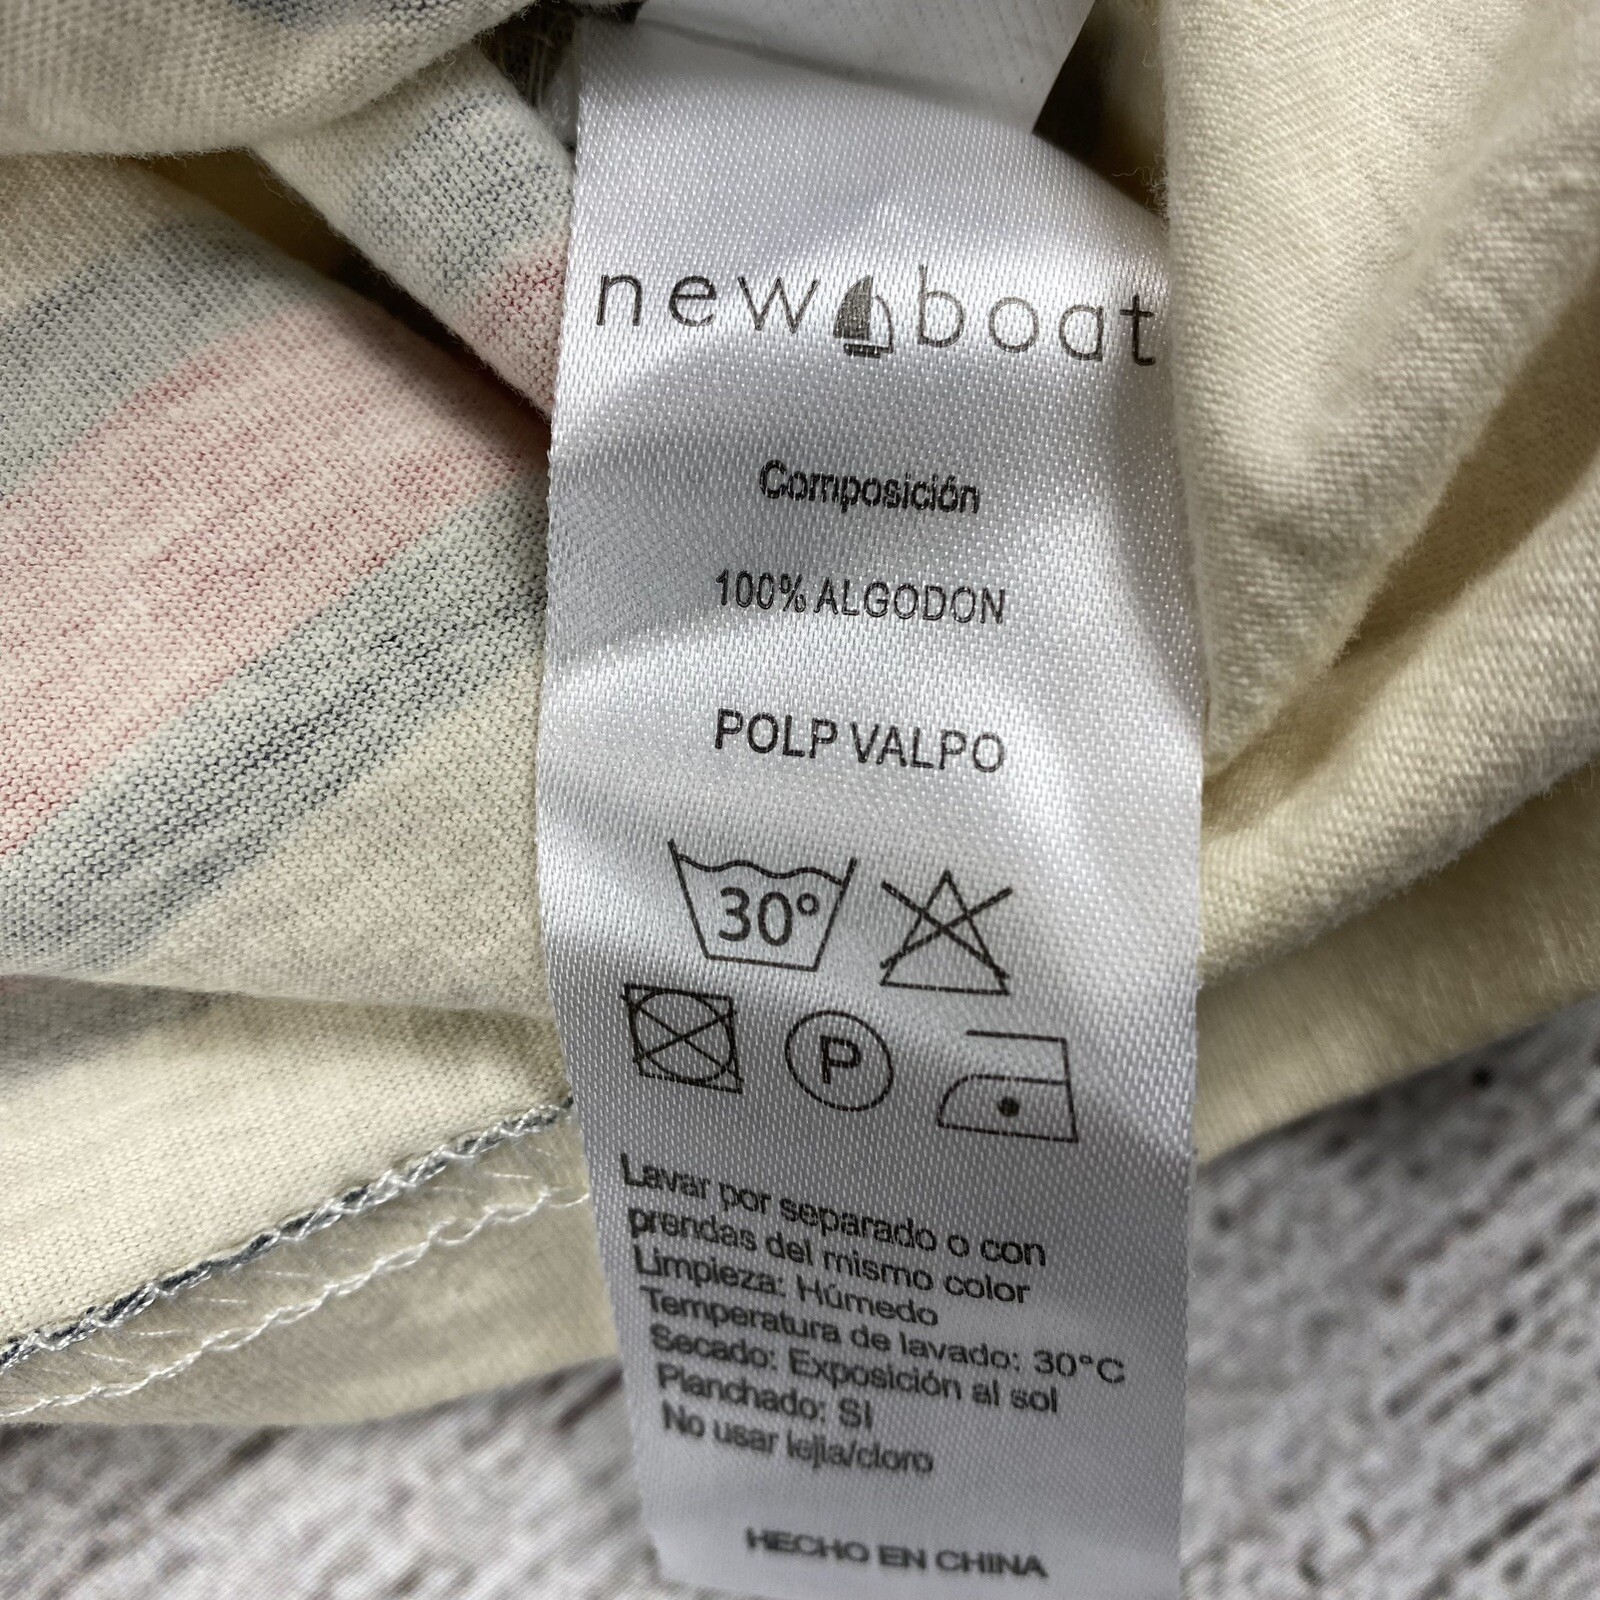 new boat
Composición
100% ALGODON
POLP VALPO
30°
P
Lavar por separado o con
prendas del mismo color
Limpieza: Húmedo
Temperatura de lavado: 30°C
Secado: Exposición al sol
Planchado: SI
No usar lejia/cloro
HECHO EN CHINA